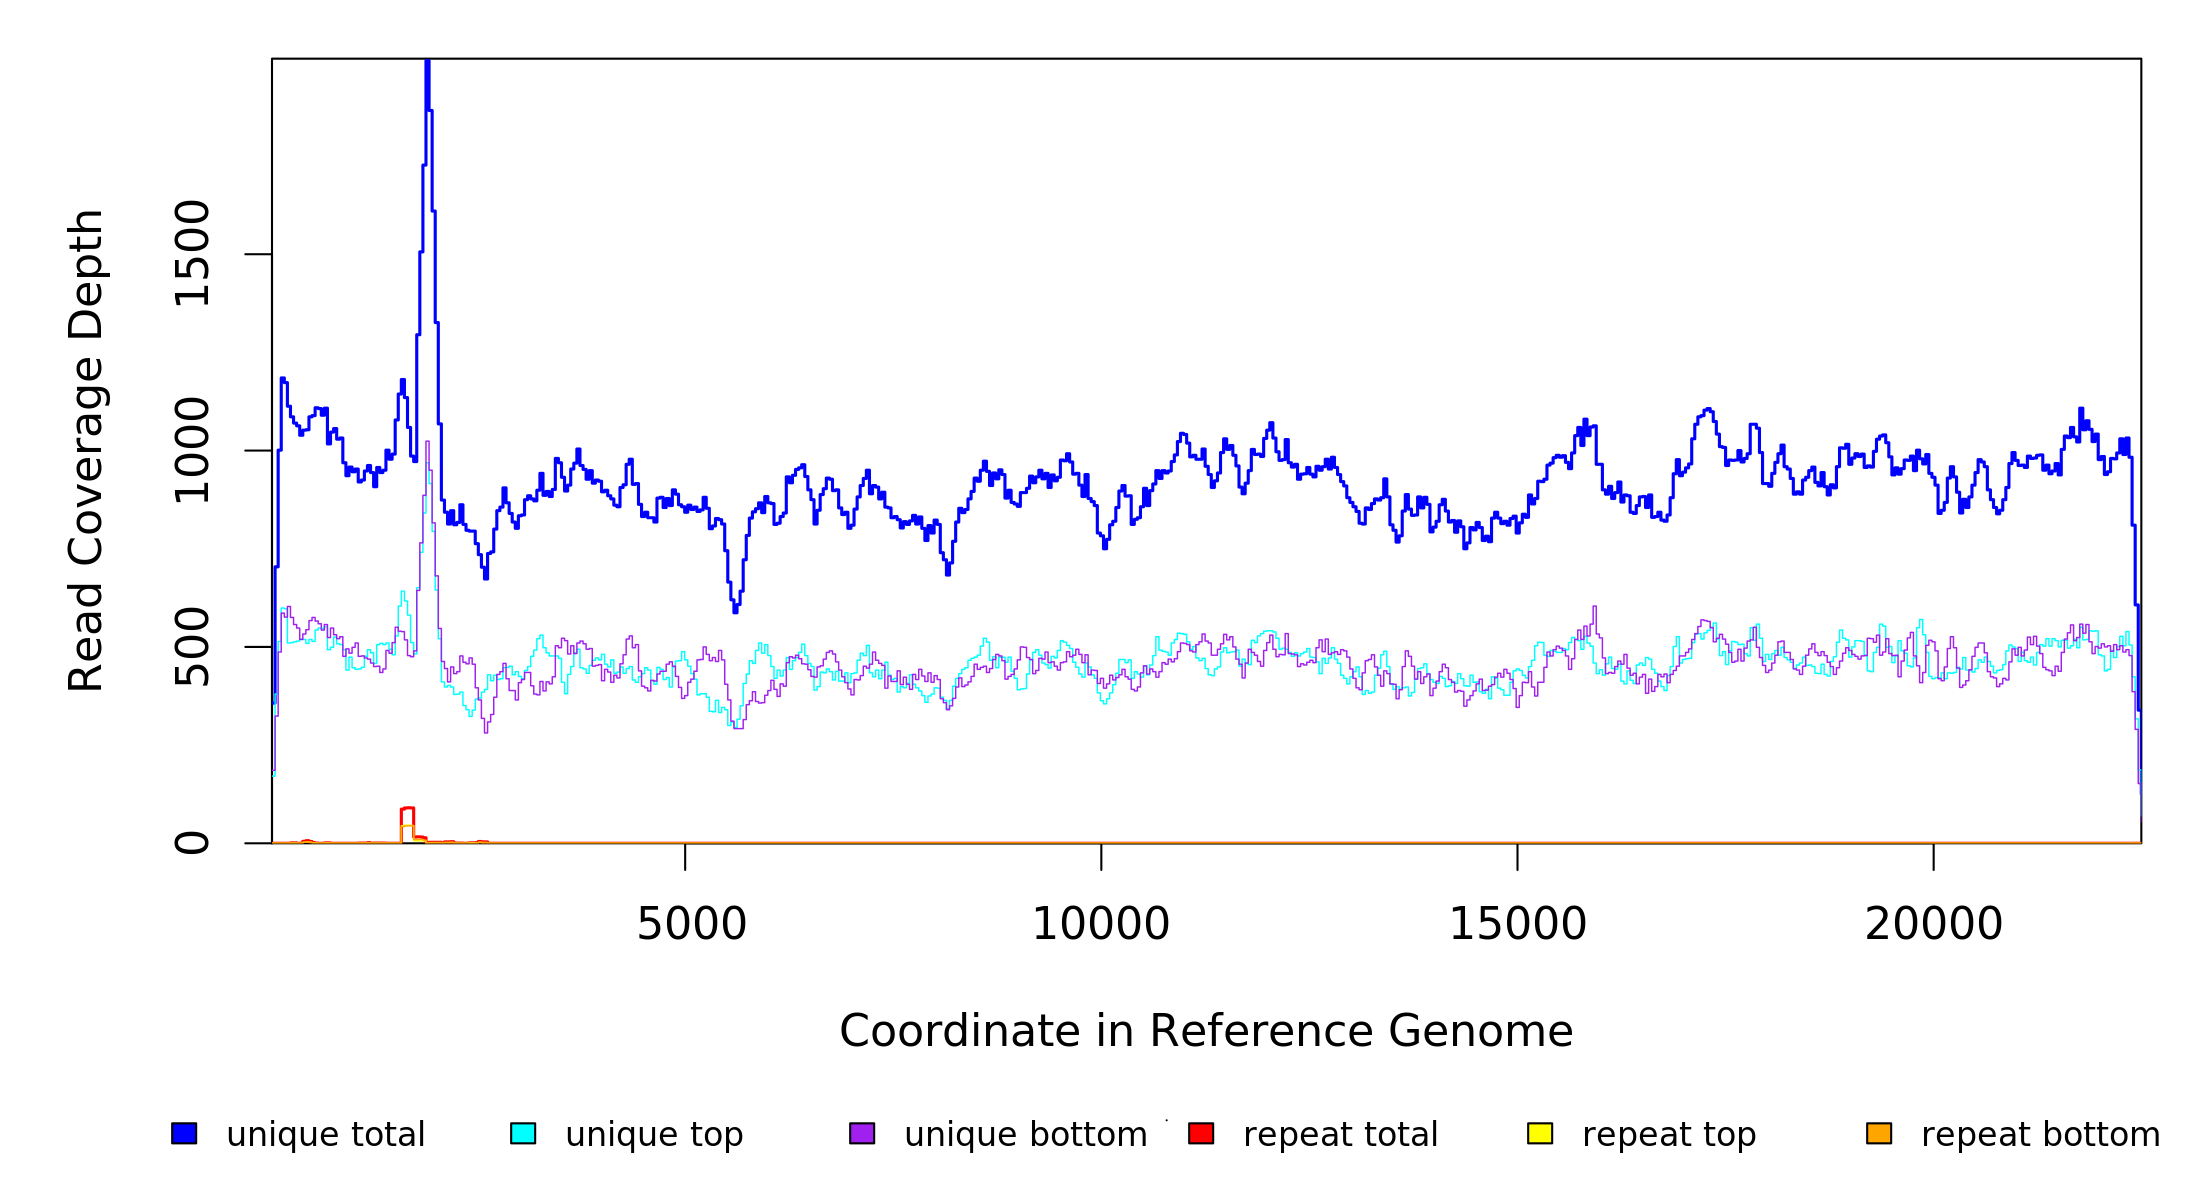 Read Coverage Depth
1500
1000
500
0
5000 10000 15000 20000
Coordinate in Reference Genome
unique total unique top unique bottom repeat total repeat top repeat bottom